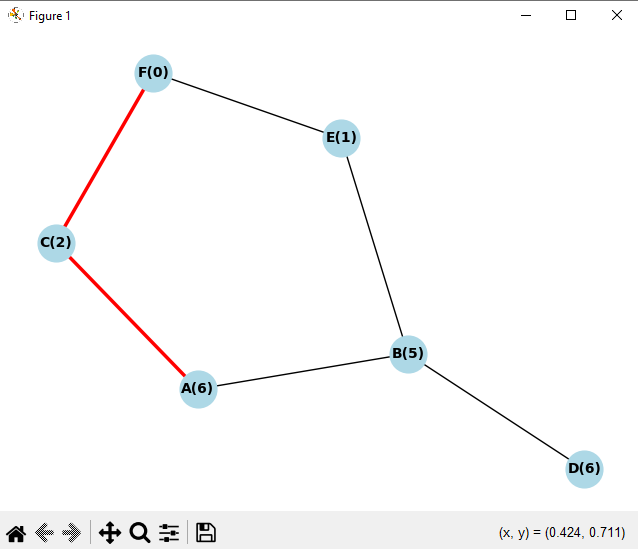 Figure 1
F(0)
E(1)
C(2)
B(5)
A(6)
D(6)
(x, y) = (0.424, 0.711)